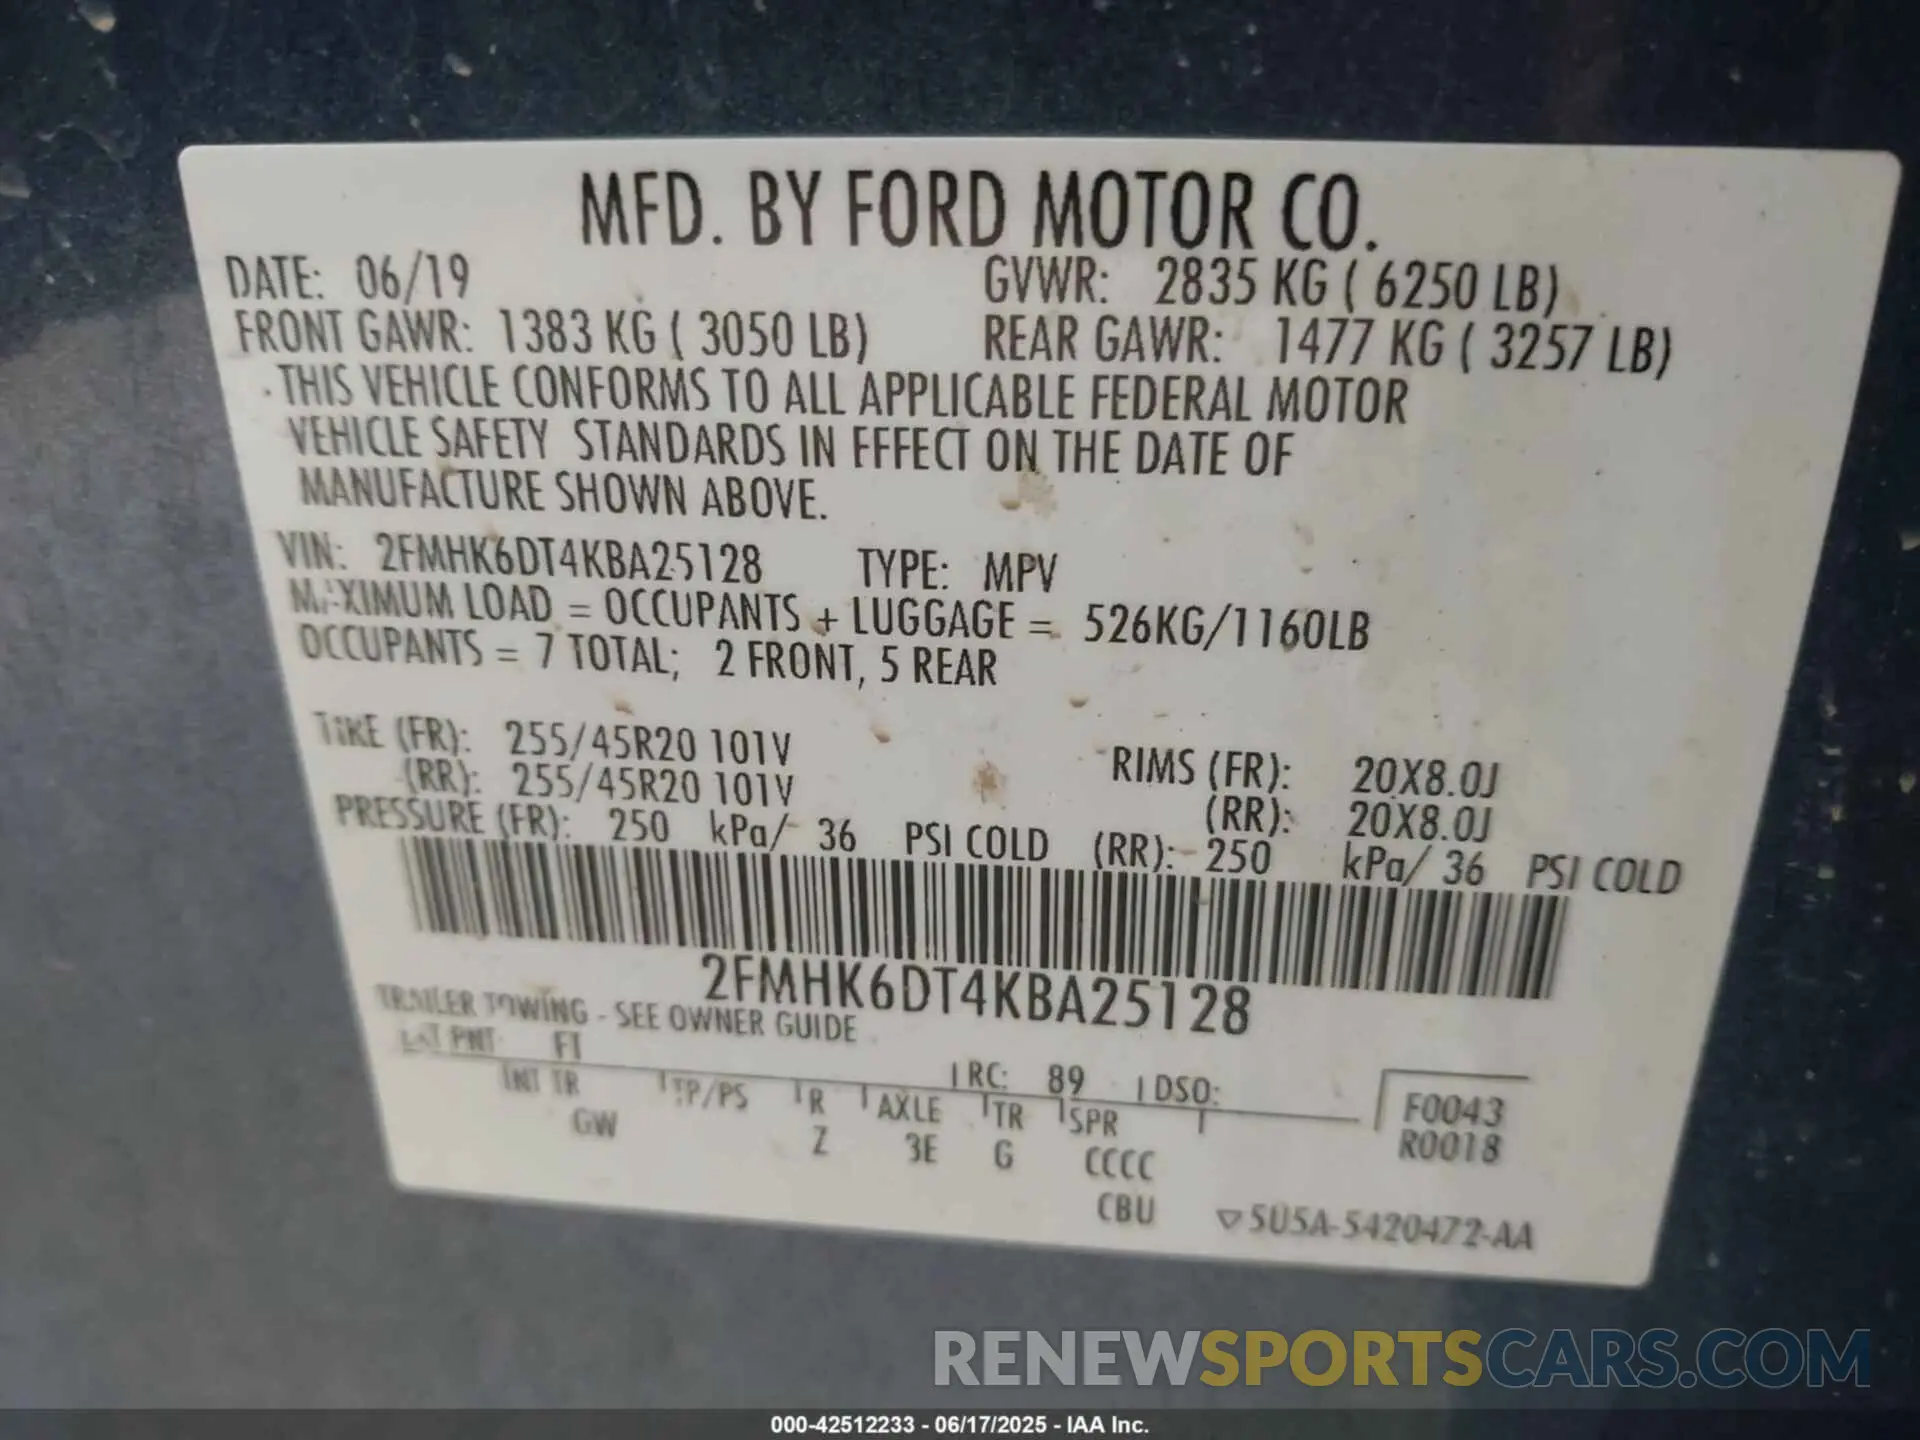 MFD. BY FORD MOTOR CO.
DATE: 06/19 GVWR: 2835 KG ( 6250 LB)
FRONT GAWR: 1383 KG ( 3050 LB) REAR GAWR: 1477 KG ( 3257 LB)
THIS VEHICLE CONFORMS TO ALL APPLICABLE FEDERAL MOTOR
VEHICLE SAFETY STANDARDS IN EFFECT ON THE DATE OF
MANUFACTURE SHOWN ABOVE.
VIN: 2FMHK6DT4KBA25128 TYPE: MPV
MAXIMUM LOAD = OCCUPANTS + LUGGAGE = 526KG/1160LB
OCCUPANTS = 7 TOTAL; 2 FRONT, 5 REAR
TIRE (FR): 255/45R20 101V RIMS (FR): 20X8.0J
(RR): 255/45R20 101V (RR): 20X8.0J
PRESSURE (FR): 250 kPa/ 36 PSI COLD (RR): 250 kPa/ 36 PSI COLD
2FMHK6DT4KBA25128
TRAILER TOWING - SEE OWNER GUIDE
EXT PNT: FT RC: 89 DSO:
INT TR TP/PS R AXLE TR SPR F0043
GW Z 3E G CCCC R0018
CBU ▽5U5A-5420472-AA
RENEWSPORTSCARS.COM
000-42512233 - 06/17/2025 - IAA Inc.